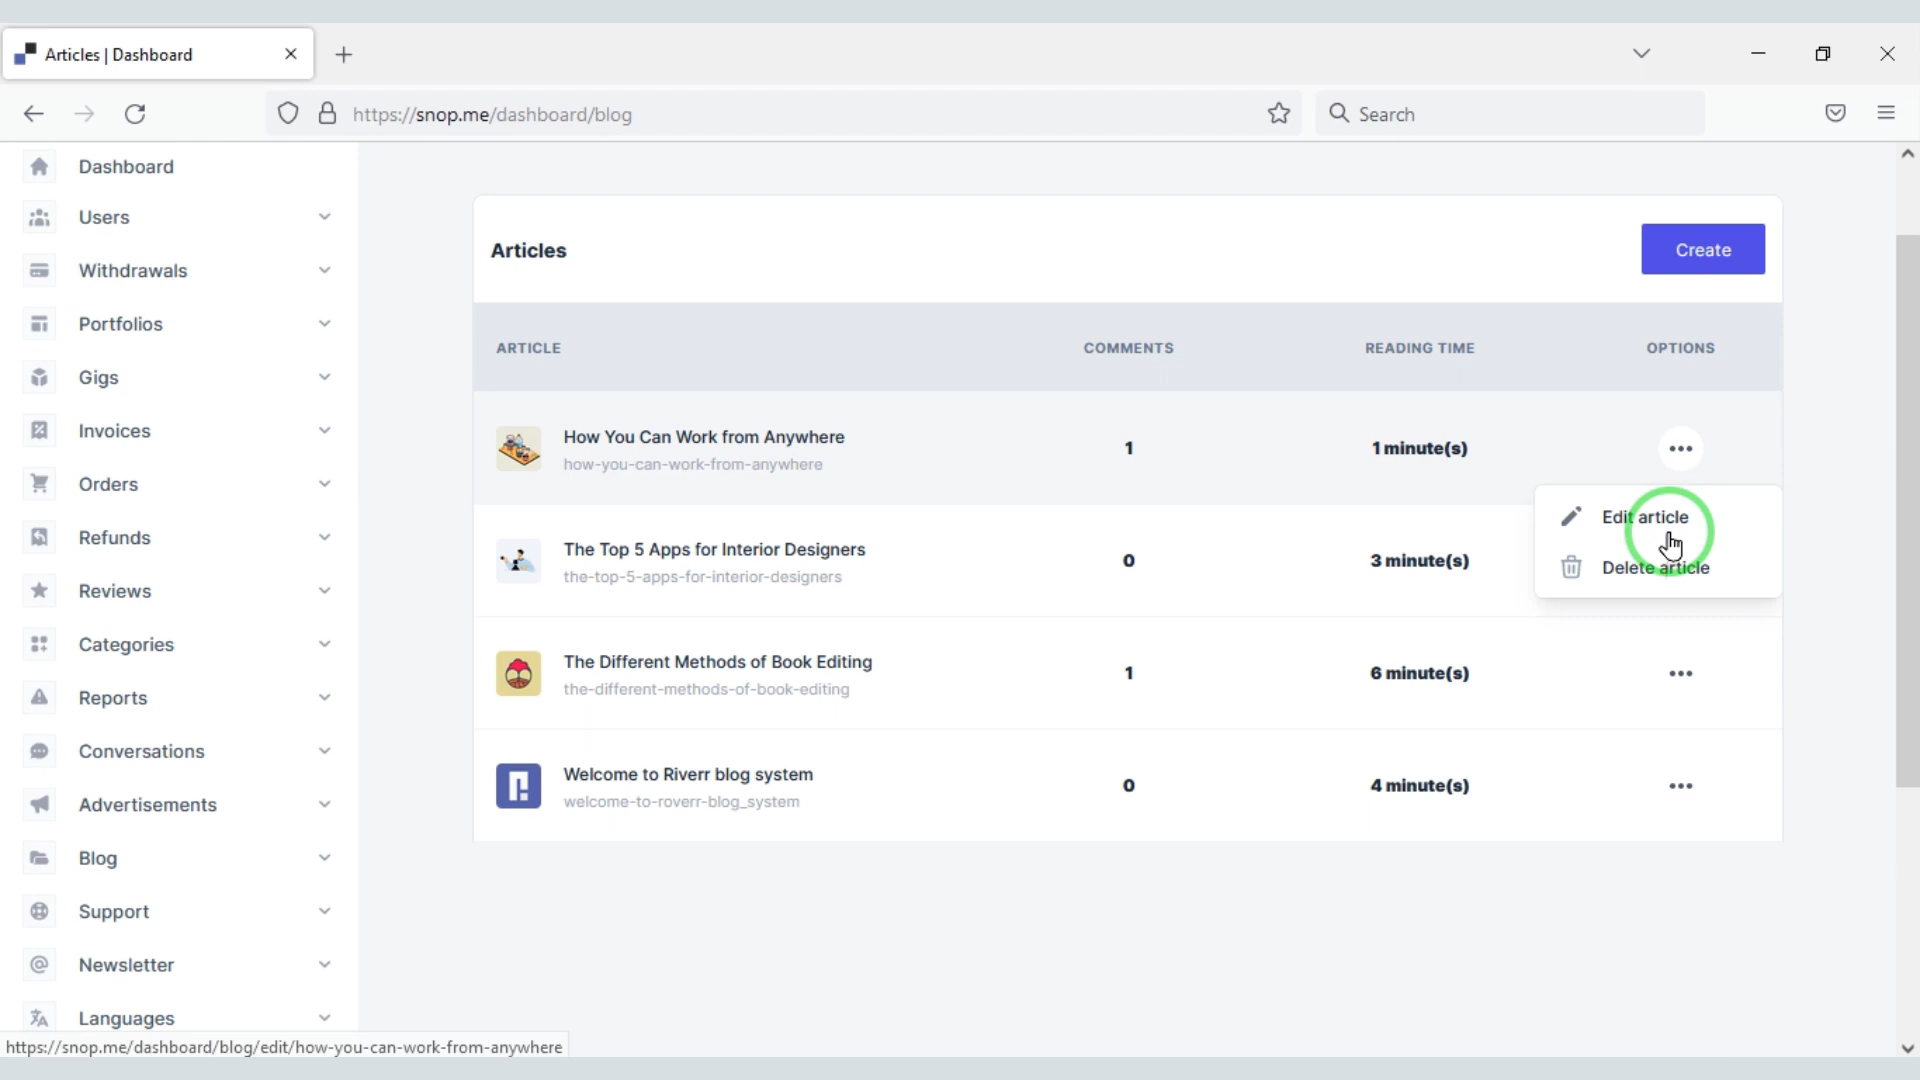 Articles | Dashboard
https://snop.me/dashboard/blog
Search
Dashboard
Users
Withdrawals
Portfolios
Gigs
Invoices
Orders
Refunds
Reviews
Categories
Reports
Conversations
Advertisements
Blog
Support
Newsletter
Languages
Articles
Create
ARTICLE COMMENTS READING TIME OPTIONS
How You Can Work from Anywhere
how-you-can-work-from-anywhere
1
1 minute(s)
Edit article
Delete article
The Top 5 Apps for Interior Designers
the-top-5-apps-for-interior-designers
0
3 minute(s)
The Different Methods of Book Editing
the-different-methods-of-book-editing
1
6 minute(s)
Welcome to Riverr blog system
welcome-to-roverr-blog_system
0
4 minute(s)
https://snop.me/dashboard/blog/edit/how-you-can-work-from-anywhere